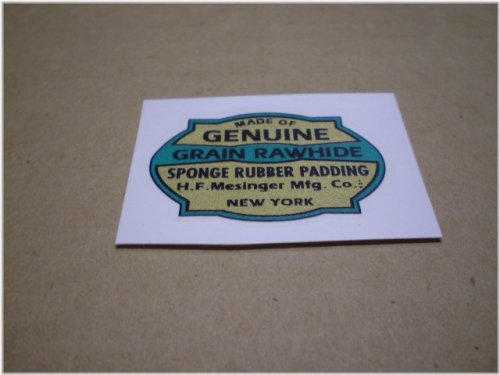 MADE OF
GENUINE
GRAIN RAWHIDE
SPONGE RUBBER PADDING
H.F. Mesinger Mfg. Co.
NEW YORK